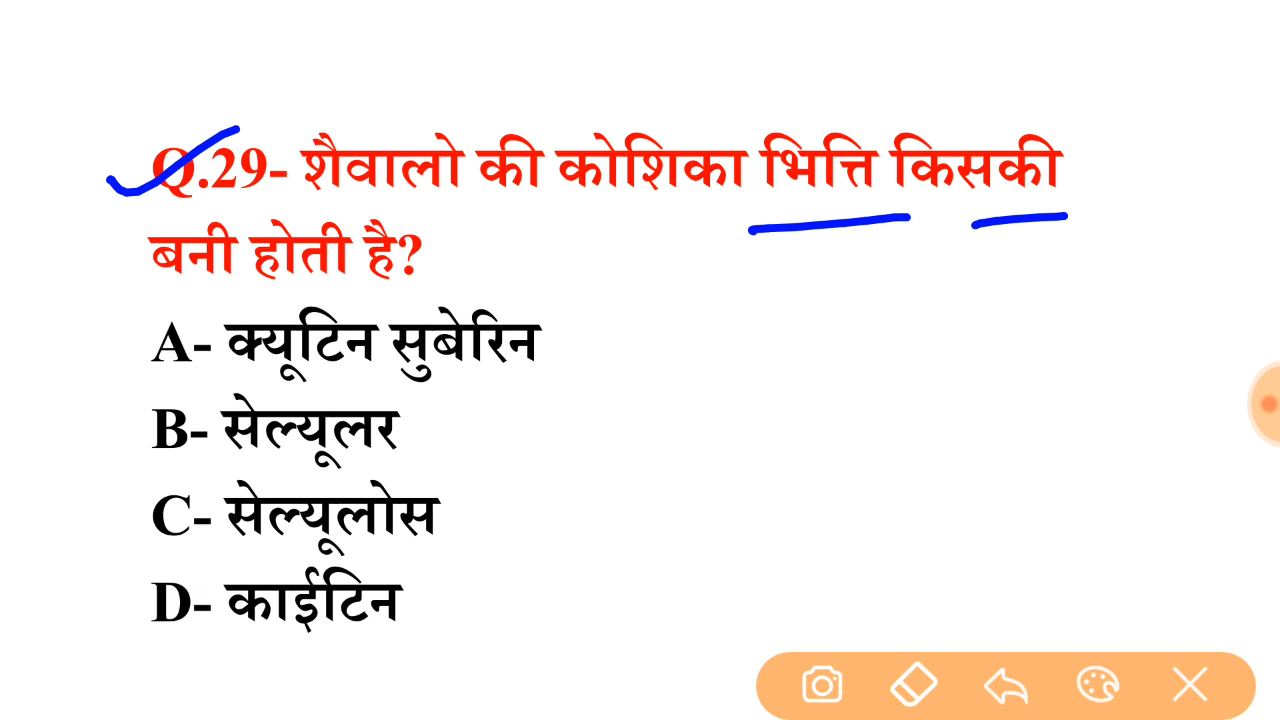 Q.29- शैवालो की कोशिका भित्ति किसकी
बनी होती है?
A- क्यूटिन सुबेरिन
B- सेल्यूलर
C- सेल्यूलोस
D- काईटिन